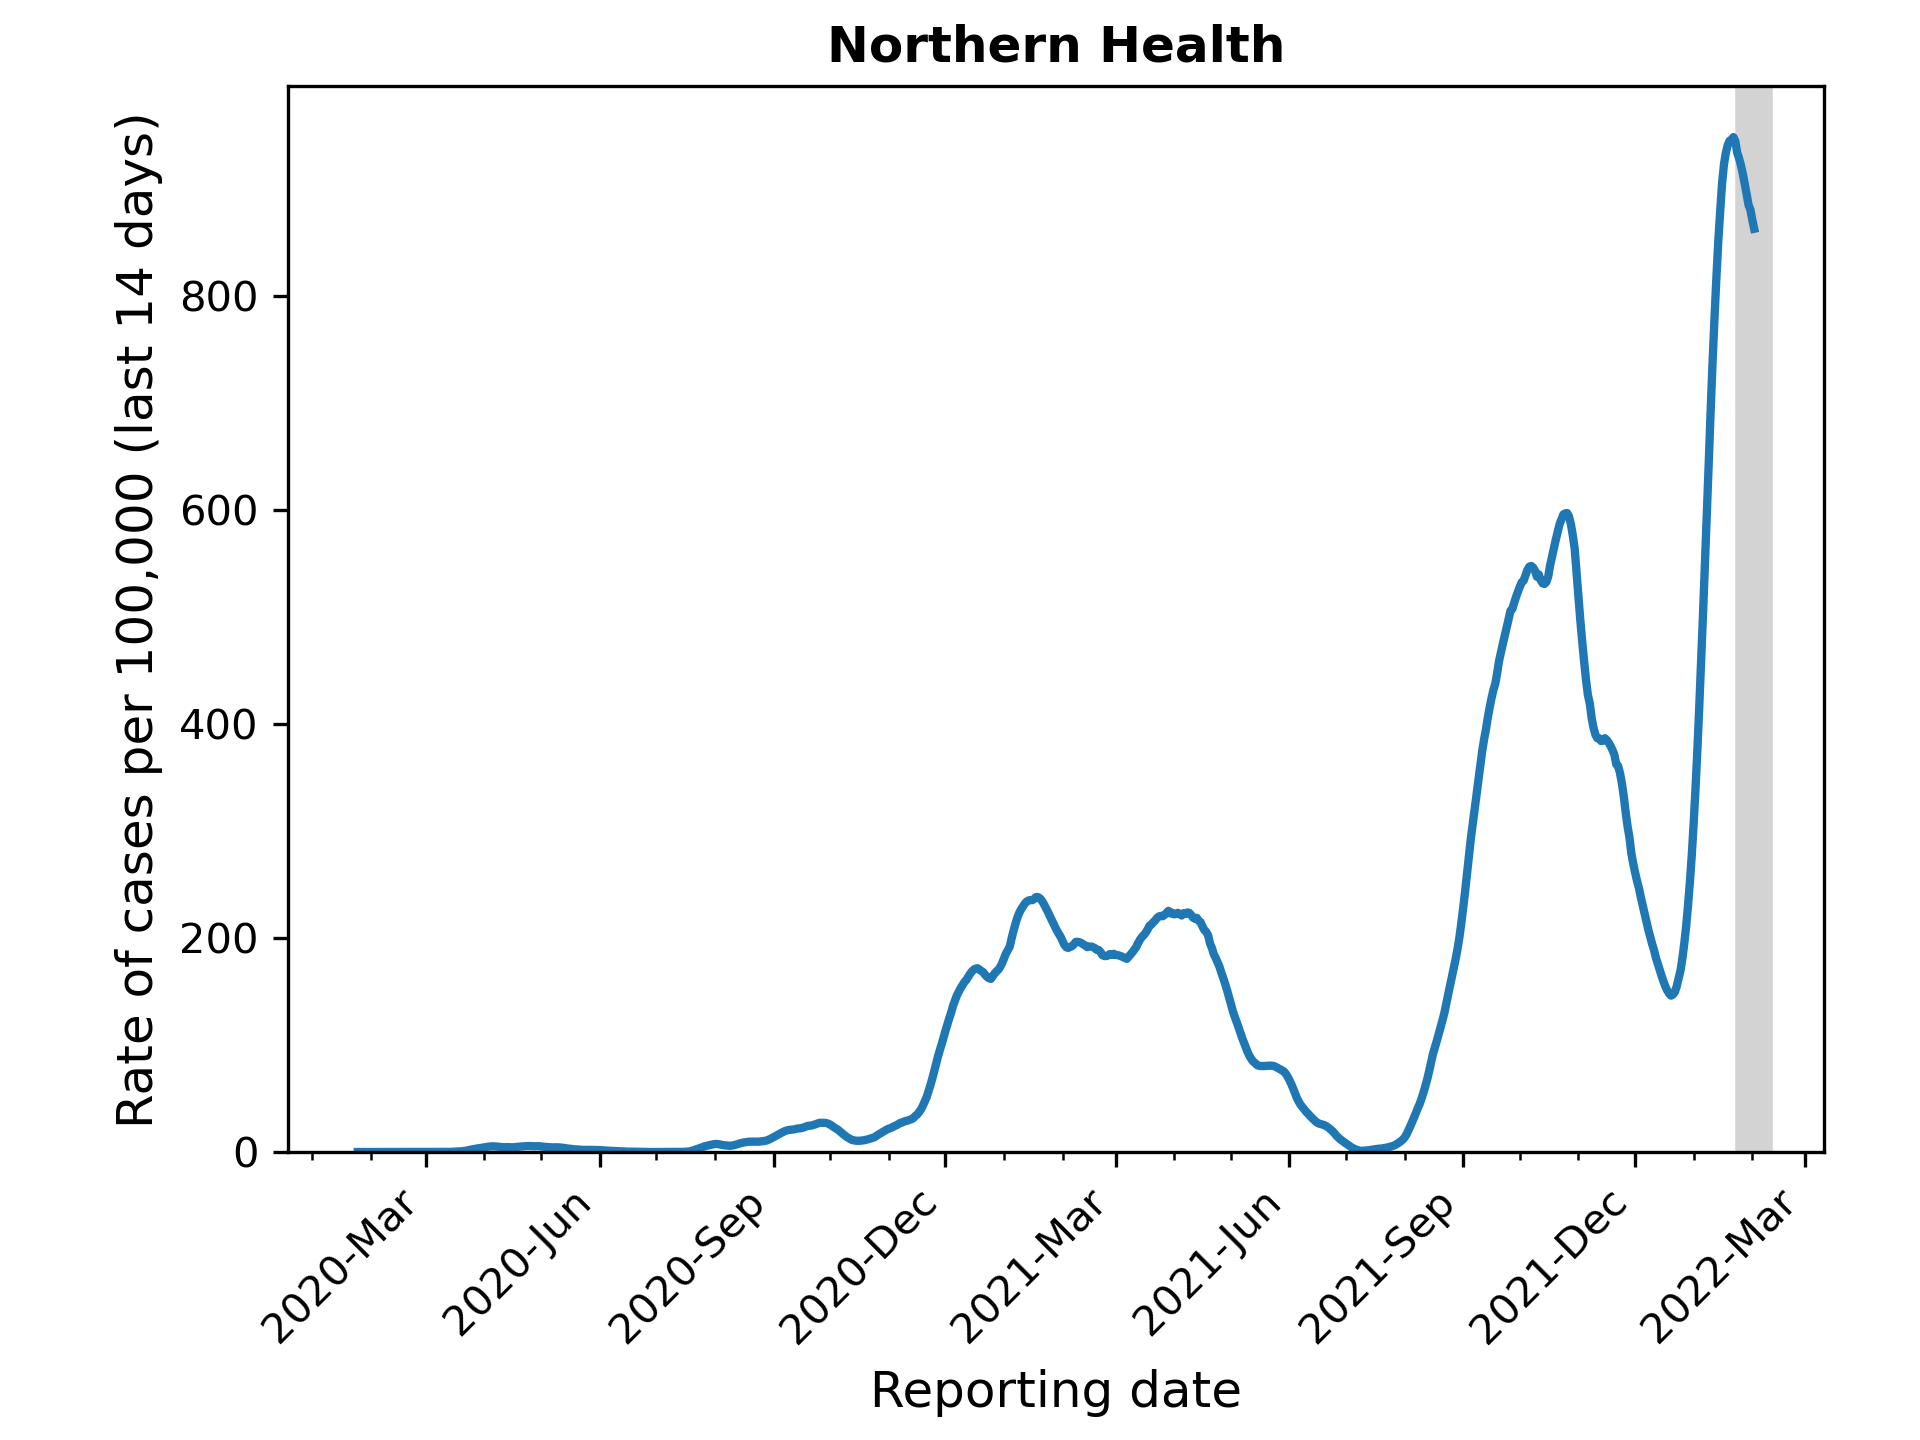 Northern Health
Rate of cases per 100,000 (last 14 days)
800
600
400
200
0
2020-Mar
2020-Jun
2020-Sep
2020-Dec
2021-Mar
2021-Jun
2021-Sep
2021-Dec
2022-Mar
Reporting date